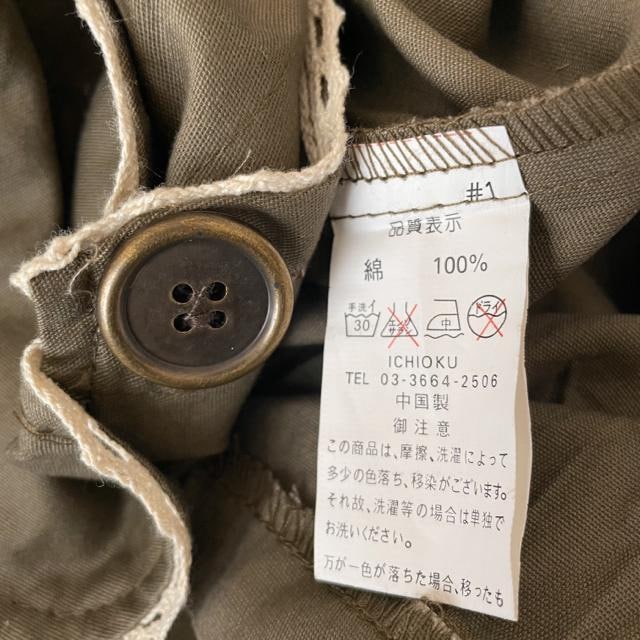 #1
品質表示
綿 100%
手洗イ 30 中 ドライ
ICHIOKU
TEL 03-3664-2506
中国製
御注意
この商品は、摩擦、洗濯によって
多少の色落ち、移染がございます。
それ故、洗濯等の場合は単独で
お洗いください。
万が一色が落ちた場合、移ったも